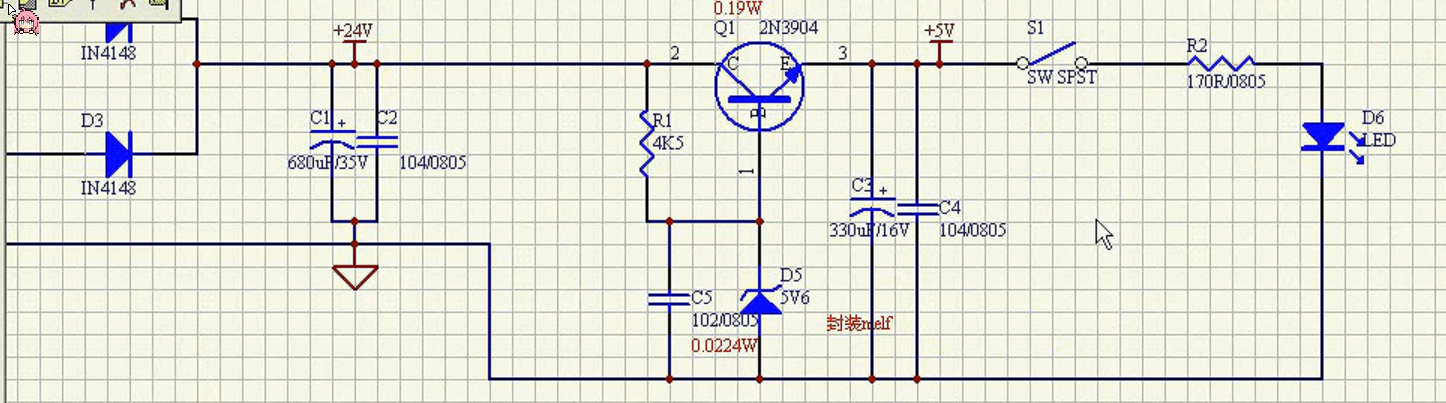 0.19W
Q1 2N3904
S1
+24V
+5V
R2
IN4148
2
C
E
3
SW SPST
170R/0805
D3
C1
+
C2
R1
4K5
B
D6
LED
680uF/35V
104/0805
IN4148
1
C3
+
C4
330uF/16V
104/0805
D5
5V6
C5
102/0805
封装melf
0.0224W